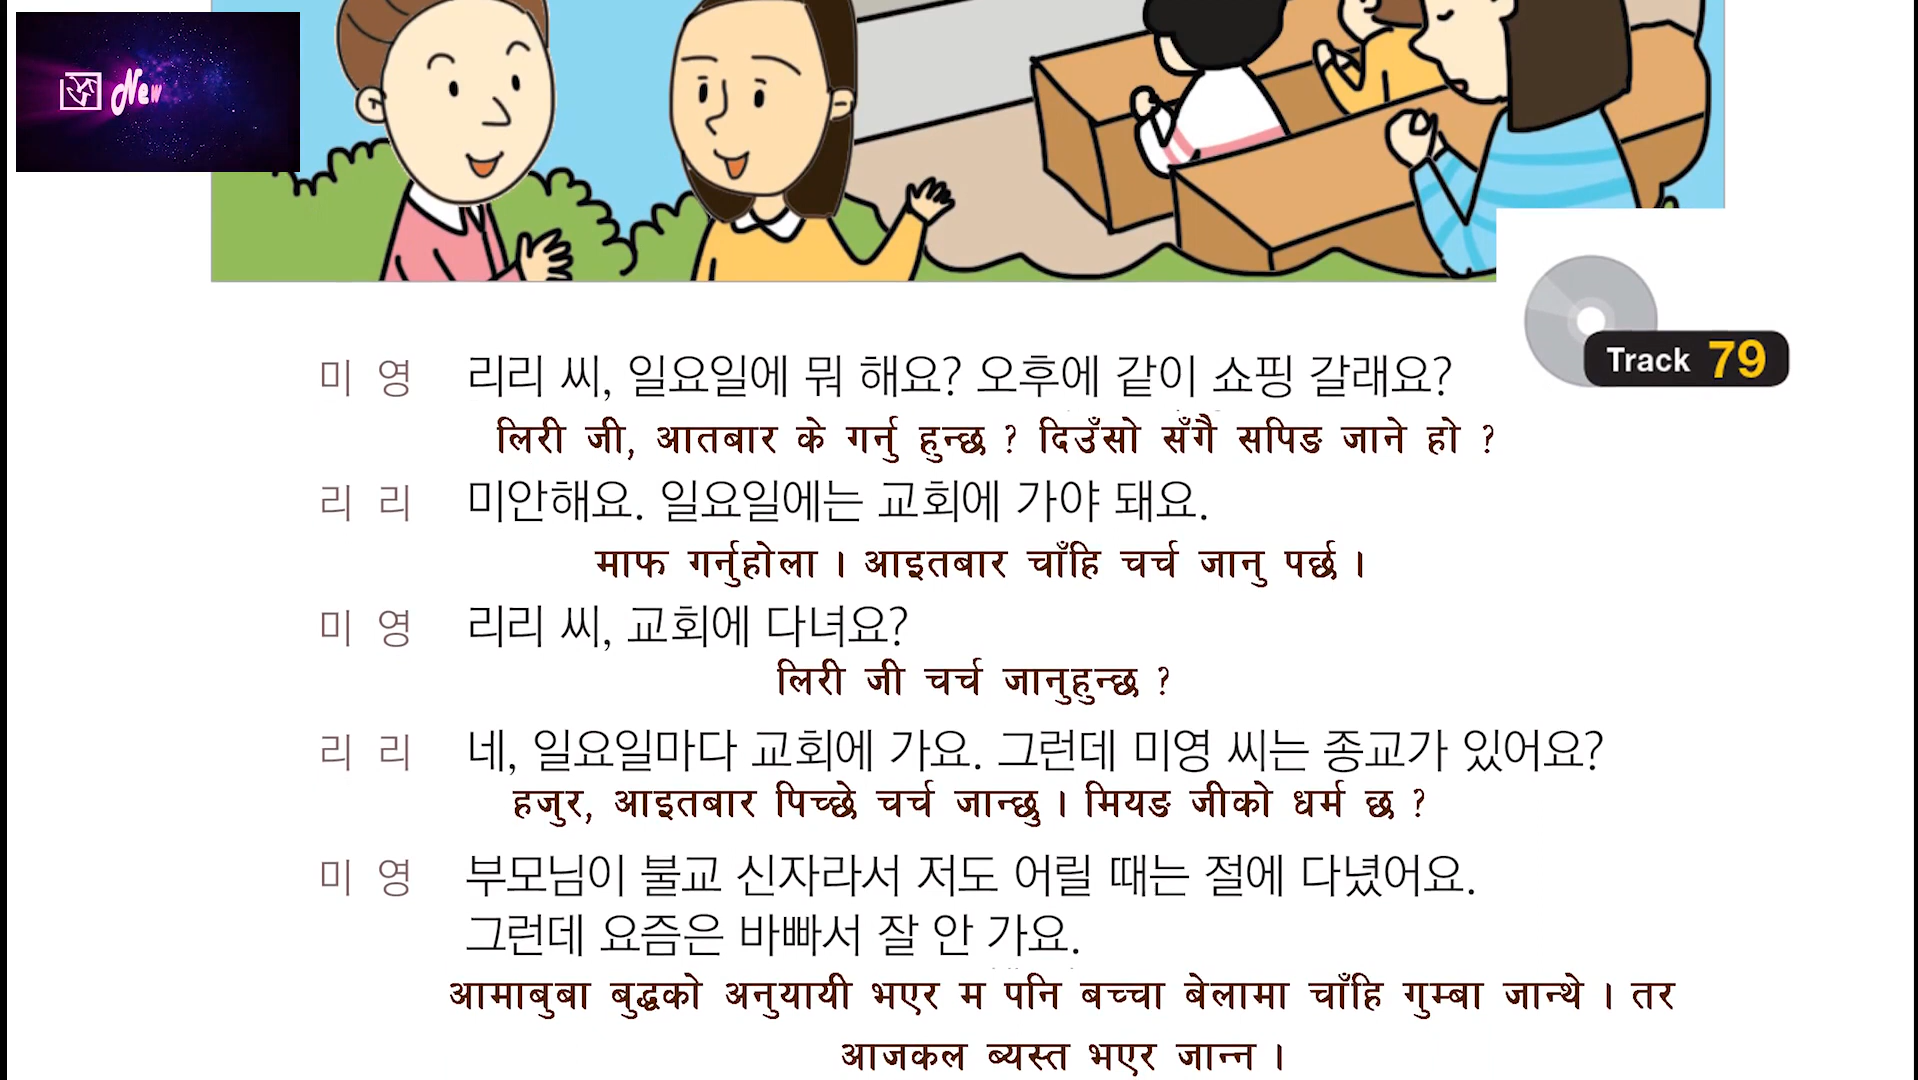 New
Track 79
미 영 리리 씨, 일요일에 뭐 해요? 오후에 같이 쇼핑 갈래요?
लिरी जी, आतबार के गर्नु हुन्छ ? दिउँसो सँगै सपिङ जाने हो ?
리 리 미안해요. 일요일에는 교회에 가야 돼요.
माफ गर्नुहोला । आइतबार चाँहि चर्च जानु पर्छ ।
미 영 리리 씨, 교회에 다녀요?
लिरी जी चर्च जानुहुन्छ ?
리 리 네, 일요일마다 교회에 가요. 그런데 미영 씨는 종교가 있어요?
हजुर, आइतबार पिच्छे चर्च जान्छु । मियङ जीको धर्म छ ?
미 영 부모님이 불교 신자라서 저도 어릴 때는 절에 다녔어요.
그런데 요즘은 바빠서 잘 안 가요.
आमाबुबा बुद्धको अनुयायी भएर म पनि बच्चा बेलामा चाँहि गुम्बा जान्थे । तर
आजकल ब्यस्त भएर जान्न ।